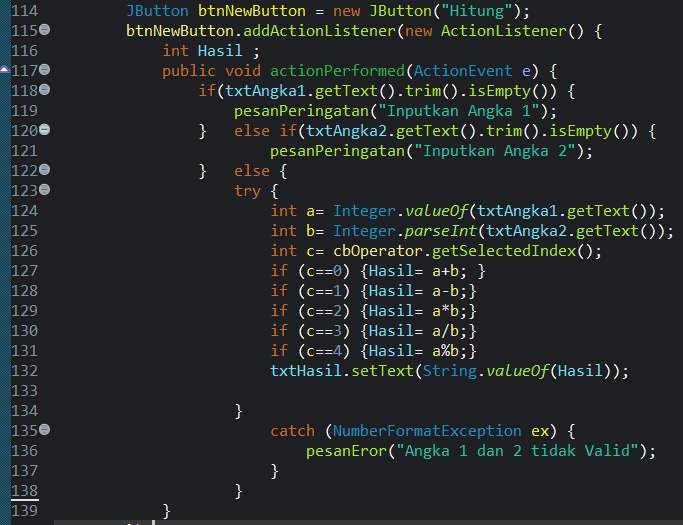 114 JButton btnNewButton = new JButton("Hitung");
115 btnNewButton.addActionListener(new ActionListener() {
116 int Hasil ;
117 public void actionPerformed(ActionEvent e) {
118 if(txtAngka1.getText().trim().isEmpty()) {
119 pesanPeringatan("Inputkan Angka 1");
120 } else if(txtAngka2.getText().trim().isEmpty()) {
121 pesanPeringatan("Inputkan Angka 2");
122 } else {
123 try {
124 int a= Integer.valueOf(txtAngka1.getText());
125 int b= Integer.parseInt(txtAngka2.getText());
126 int c= cbOperator.getSelectedIndex();
127 if (c==0) {Hasil= a+b; }
128 if (c==1) {Hasil= a-b;}
129 if (c==2) {Hasil= a*b;}
130 if (c==3) {Hasil= a/b;}
131 if (c==4) {Hasil= a%b;}
132 txtHasil.setText(String.valueOf(Hasil));
133
134 }
135 catch (NumberFormatException ex) {
136 pesanEror("Angka 1 dan 2 tidak Valid");
137 }
138 }
139 }